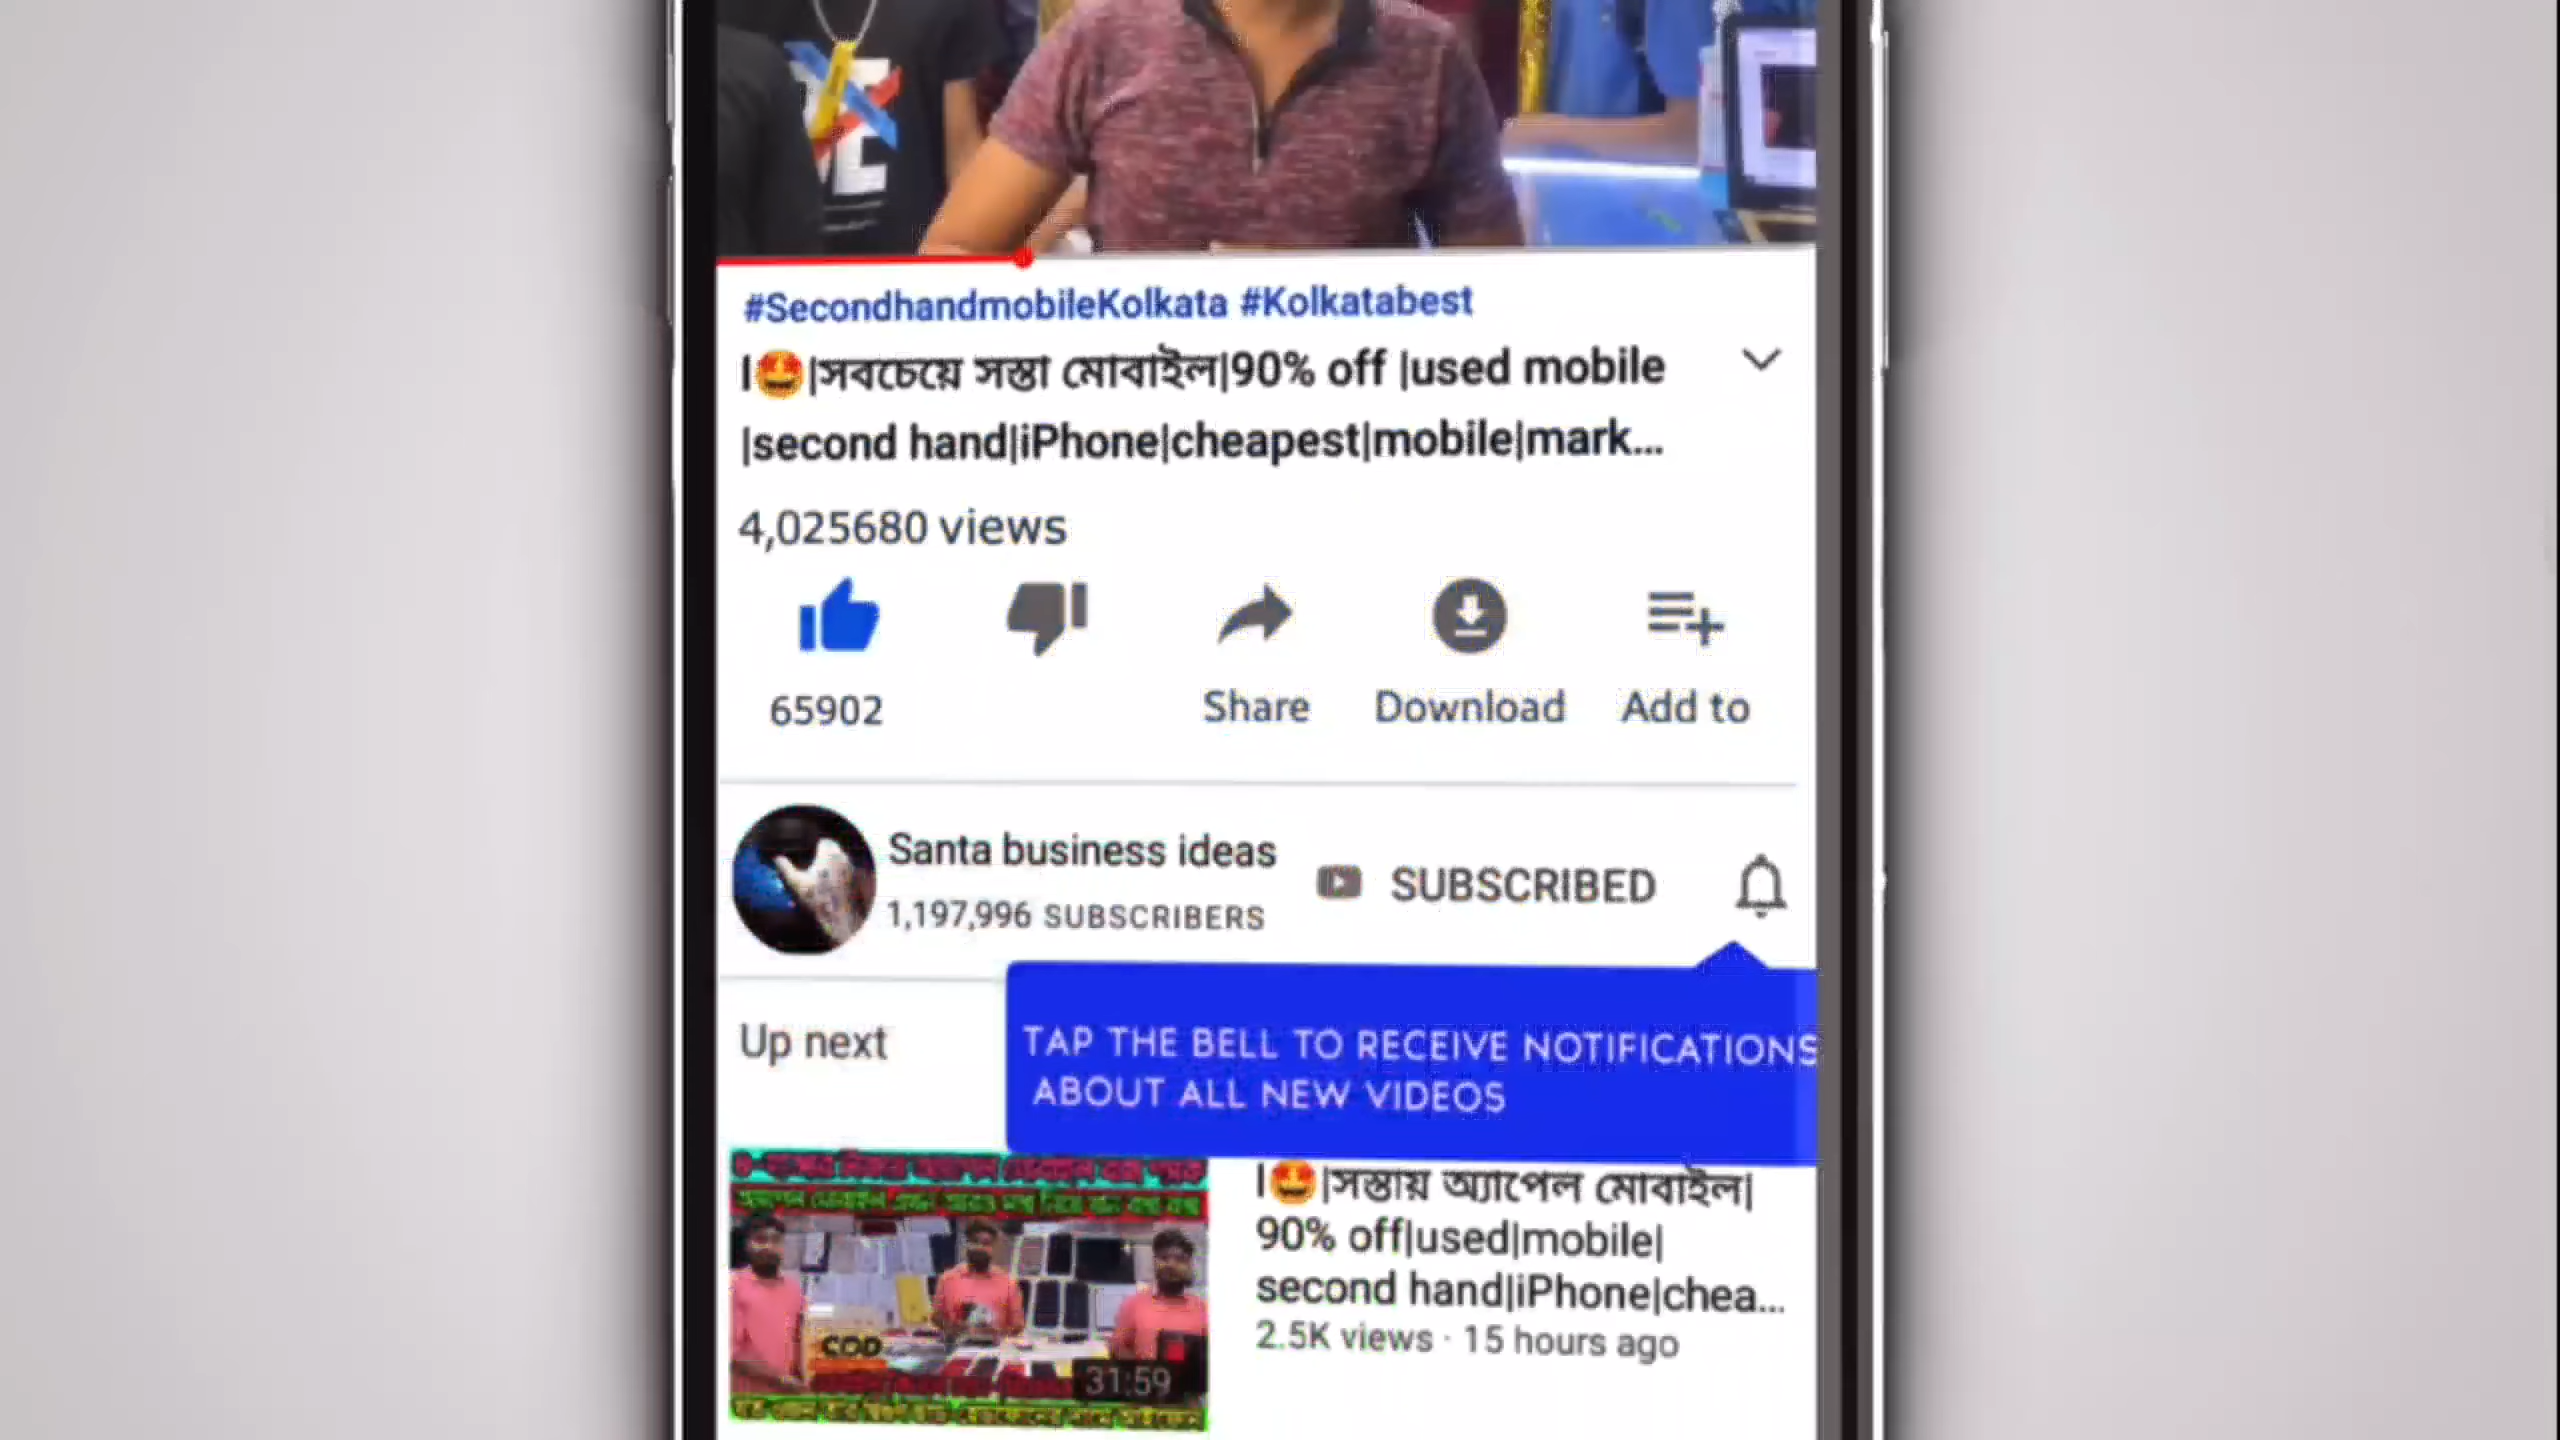 #SecondhandmobileKolkata #Kolkatabest
I🤩|সবচেয়ে সস্তা মোবাইল|90% off |used mobile
|second hand|iPhone|cheapest|mobile|mark...
4,025680 views
65902
Share
Download
Add to
Santa business ideas
1,197,996 SUBSCRIBERS
SUBSCRIBED
TAP THE BELL TO RECEIVE NOTIFICATIONS
ABOUT ALL NEW VIDEOS
Up next
I🤩|সস্তায় অ্যাপেল মোবাইল|
90% off|used|mobile|
second hand|iPhone|chea...
2.5K views · 15 hours ago
COD
31:59